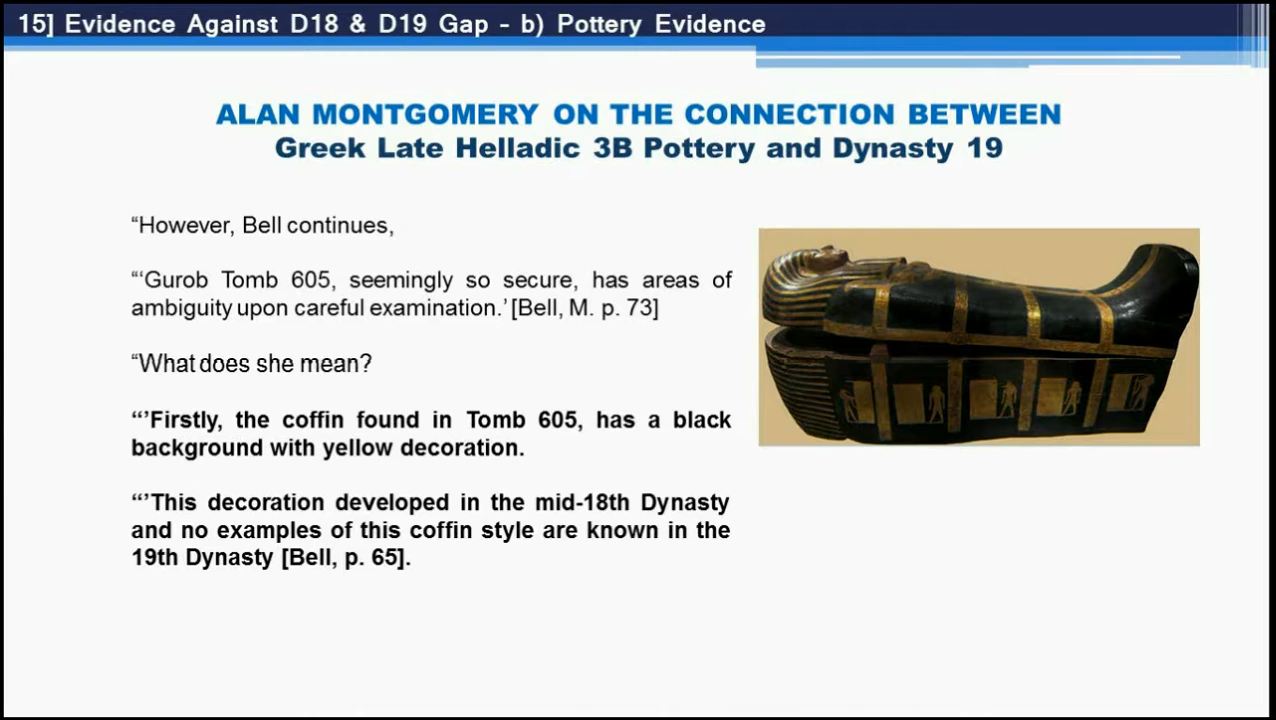 15] Evidence Against D18 & D19 Gap – b) Pottery Evidence
ALAN MONTGOMERY ON THE CONNECTION BETWEEN
Greek Late Helladic 3B Pottery and Dynasty 19
“However, Bell continues,
“‘Gurob Tomb 605, seemingly so secure, has areas of
ambiguity upon careful examination.’ [Bell, M. p. 73]
“What does she mean?
“’Firstly, the coffin found in Tomb 605, has a black
background with yellow decoration.
“’This decoration developed in the mid-18th Dynasty
and no examples of this coffin style are known in the
19th Dynasty [Bell, p. 65].